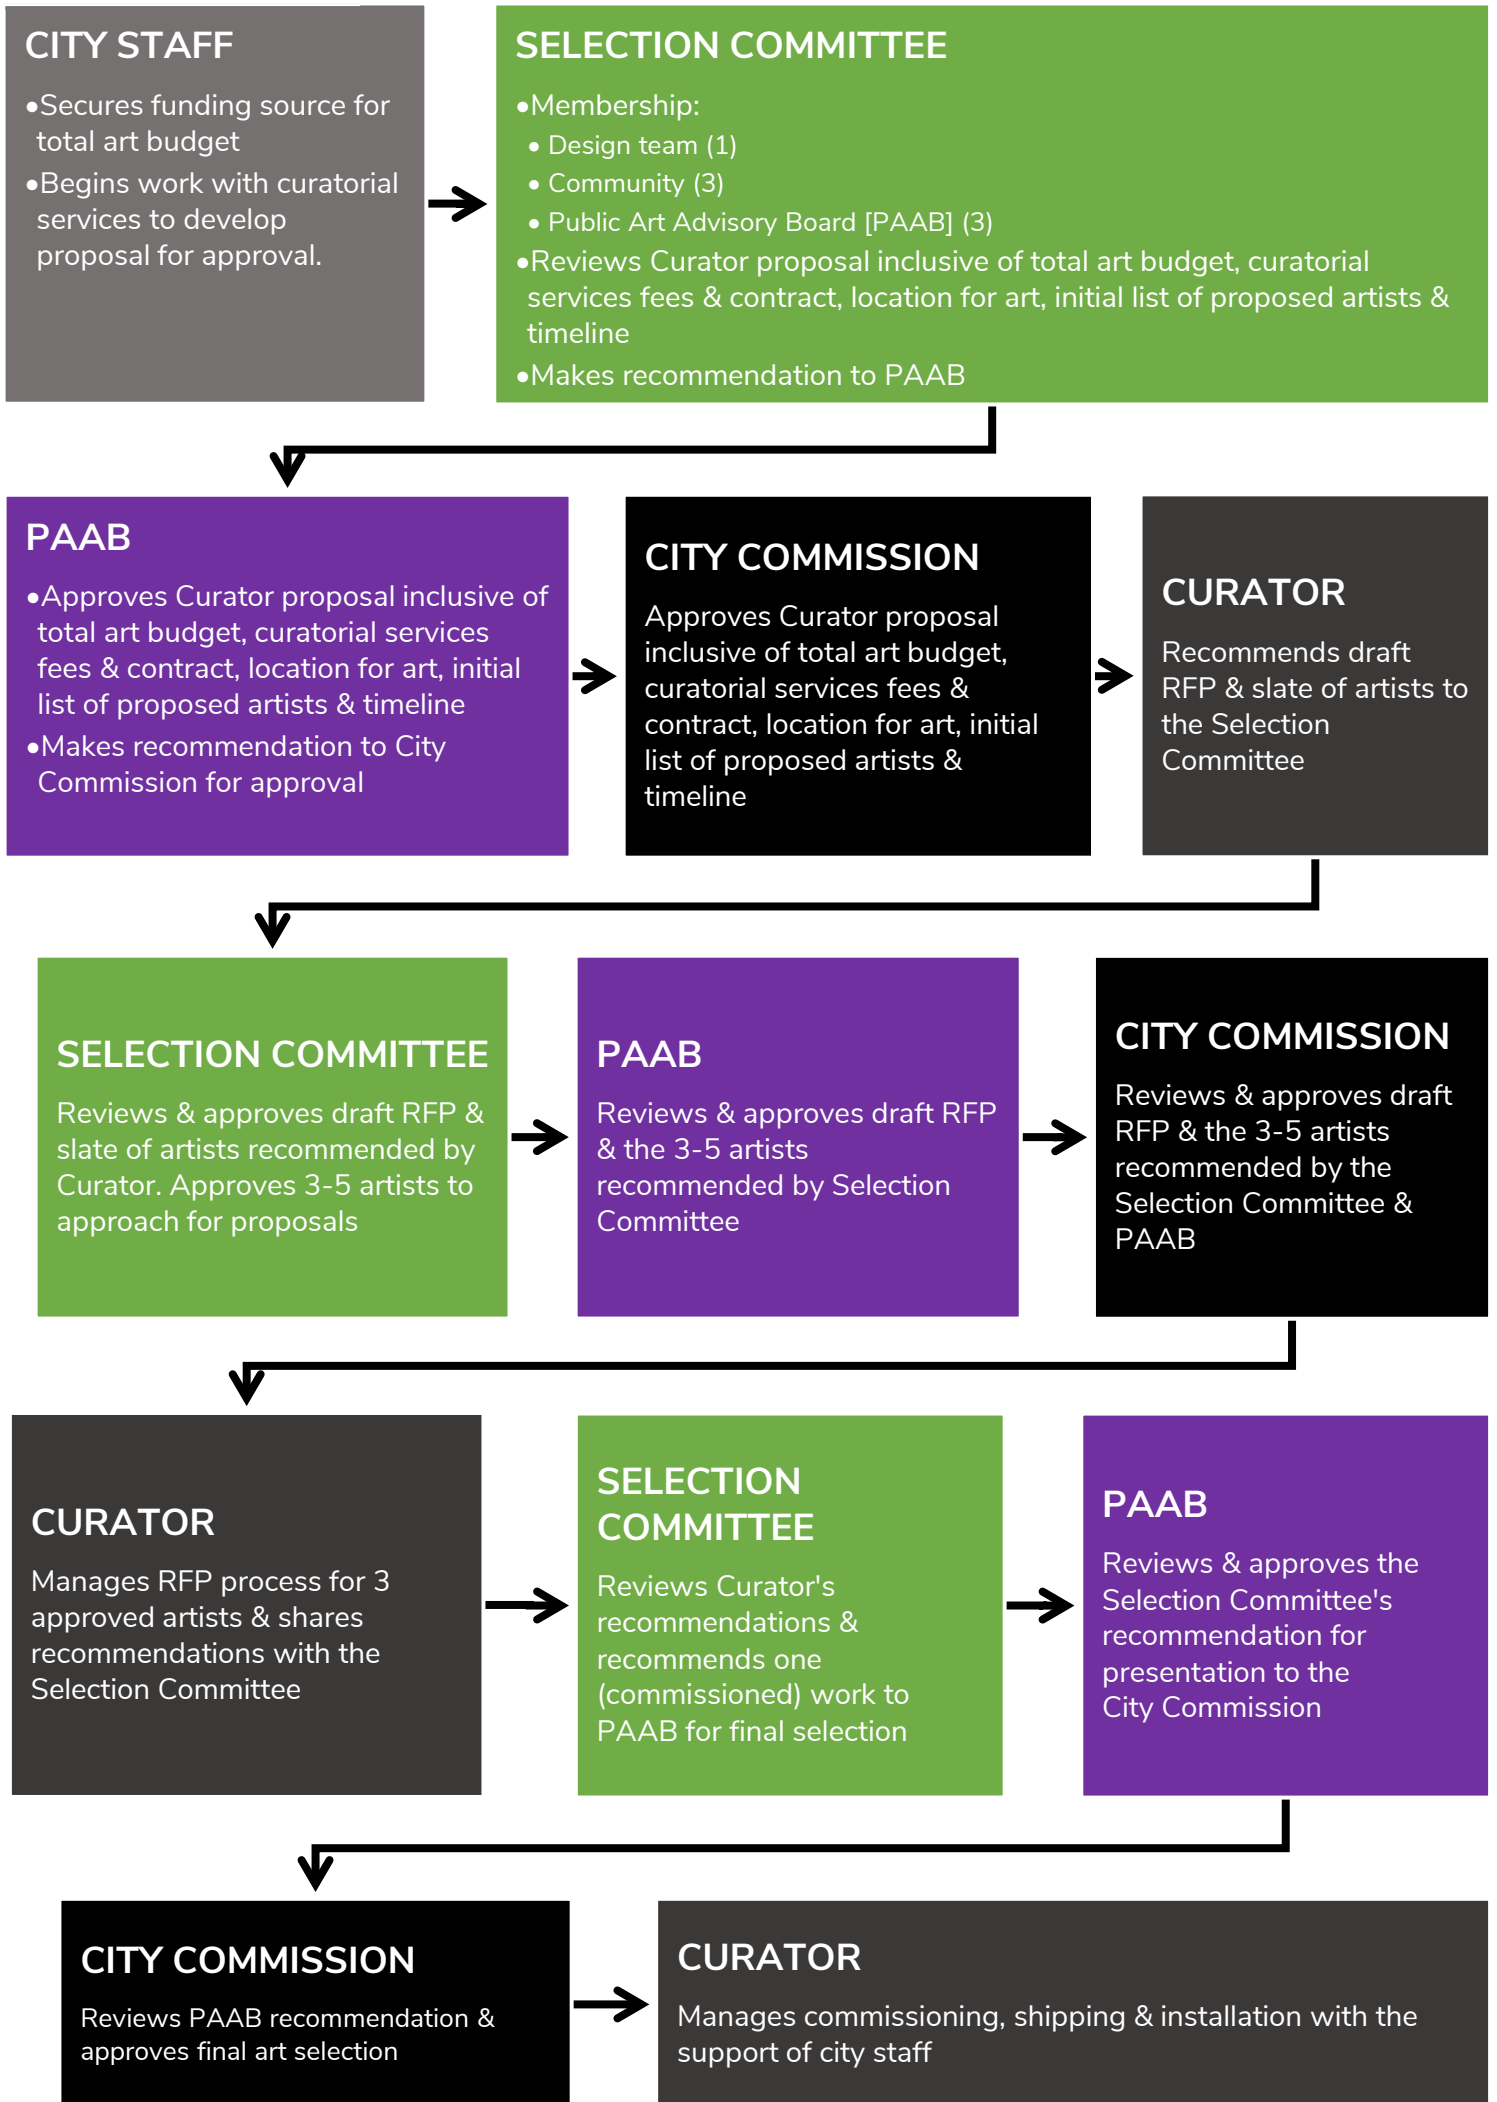 CITY STAFF
•Secures funding source for
total art budget
•Begins work with curatorial
services to develop
proposal for approval.
SELECTION COMMITTEE
•Membership:
• Design team (1)
• Community (3)
• Public Art Advisory Board [PAAB] (3)
•Reviews Curator proposal inclusive of total art budget, curatorial
services fees & contract, location for art, initial list of proposed artists &
timeline
•Makes recommendation to PAAB
PAAB
•Approves Curator proposal inclusive of
total art budget, curatorial services
fees & contract, location for art, initial
list of proposed artists & timeline
•Makes recommendation to City
Commission for approval
CITY COMMISSION
Approves Curator proposal
inclusive of total art budget,
curatorial services fees &
contract, location for art, initial
list of proposed artists &
timeline
CURATOR
Recommends draft
RFP & slate of artists to
the Selection
Committee
SELECTION COMMITTEE
Reviews & approves draft RFP &
slate of artists recommended by
Curator. Approves 3-5 artists to
approach for proposals
PAAB
Reviews & approves draft RFP
& the 3-5 artists
recommended by Selection
Committee
CITY COMMISSION
Reviews & approves draft
RFP & the 3-5 artists
recommended by the
Selection Committee &
PAAB
CURATOR
Manages RFP process for 3
approved artists & shares
recommendations with the
Selection Committee
SELECTION
COMMITTEE
Reviews Curator's
recommendations &
recommends one
(commissioned) work to
PAAB for final selection
PAAB
Reviews & approves the
Selection Committee's
recommendation for
presentation to the
City Commission
CITY COMMISSION
Reviews PAAB recommendation &
approves final art selection
CURATOR
Manages commissioning, shipping & installation with the
support of city staff